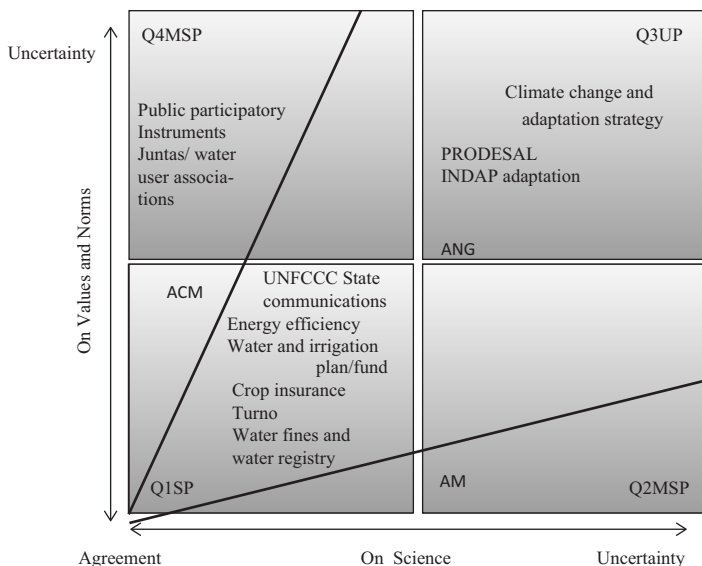 Uncertainty
On Values and Norms
Q4MSP
Public participatory
Instruments
Juntas/ water
user associa-
tions
Q3UP
Climate change and
adaptation strategy
PRODESAL
INDAP adaptation
ANG
ACM
UNFCCC State
communications
Energy efficiency
Water and irrigation
plan/fund
Crop insurance
Turno
Water fines and
water registry
Q1SP
AM
Q2MSP
Agreement
On Science
Uncertainty